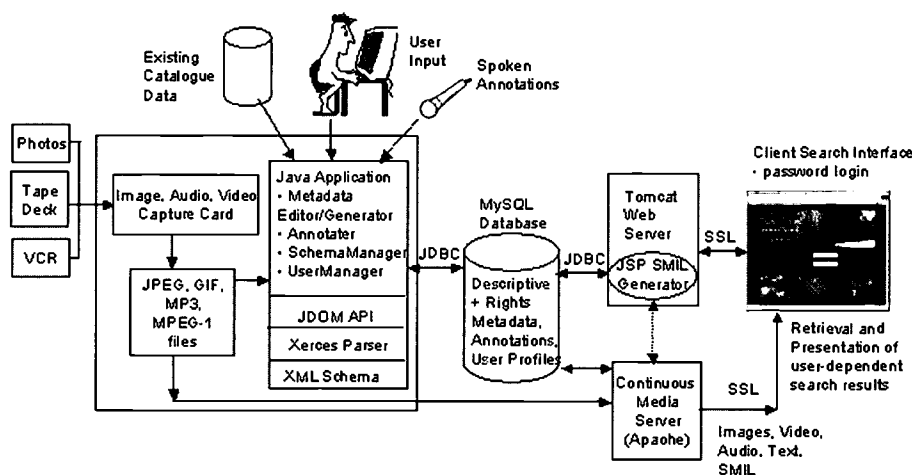 Existing
Catalogue
Data
User
Input
Spoken
Annotations
Photos
Tape
Deck
VCR
Image, Audio, Video
Capture Card
JPEG, GIF,
MP3,
MPEG-1
files
Java Application
• Metadata
Editor/Generator
• Annotater
• SchemaManager
• UserManager
JDOM API
Xerces Parser
XML Schema
JDBC
MySQL
Database
Descriptive
+ Rights
Metadata,
Annotations,
User Profiles
JDBC
Tomcat
Web
Server
JSP SMIL
Generator
SSL
Client Search Interface
• password login
Retrieval and
Presentation of
user-dependent
search results
Continuous
Media
Server
(Apache)
SSL
Images, Video,
Audio, Text,
SMIL